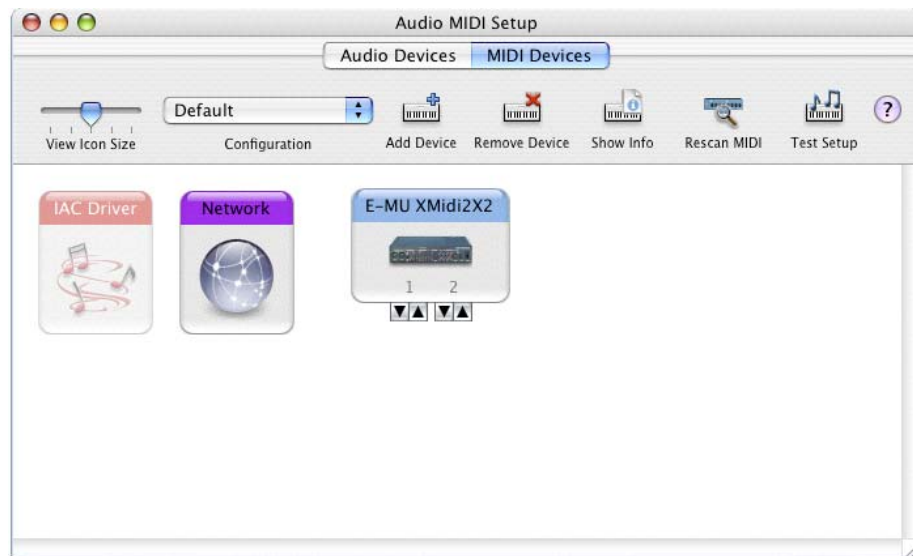 Audio MIDI Setup
Audio Devices MIDI Devices
Default
?
View Icon Size Configuration Add Device Remove Device Show Info Rescan MIDI Test Setup
IAC Driver Network E-MU XMidi2X2
1 2